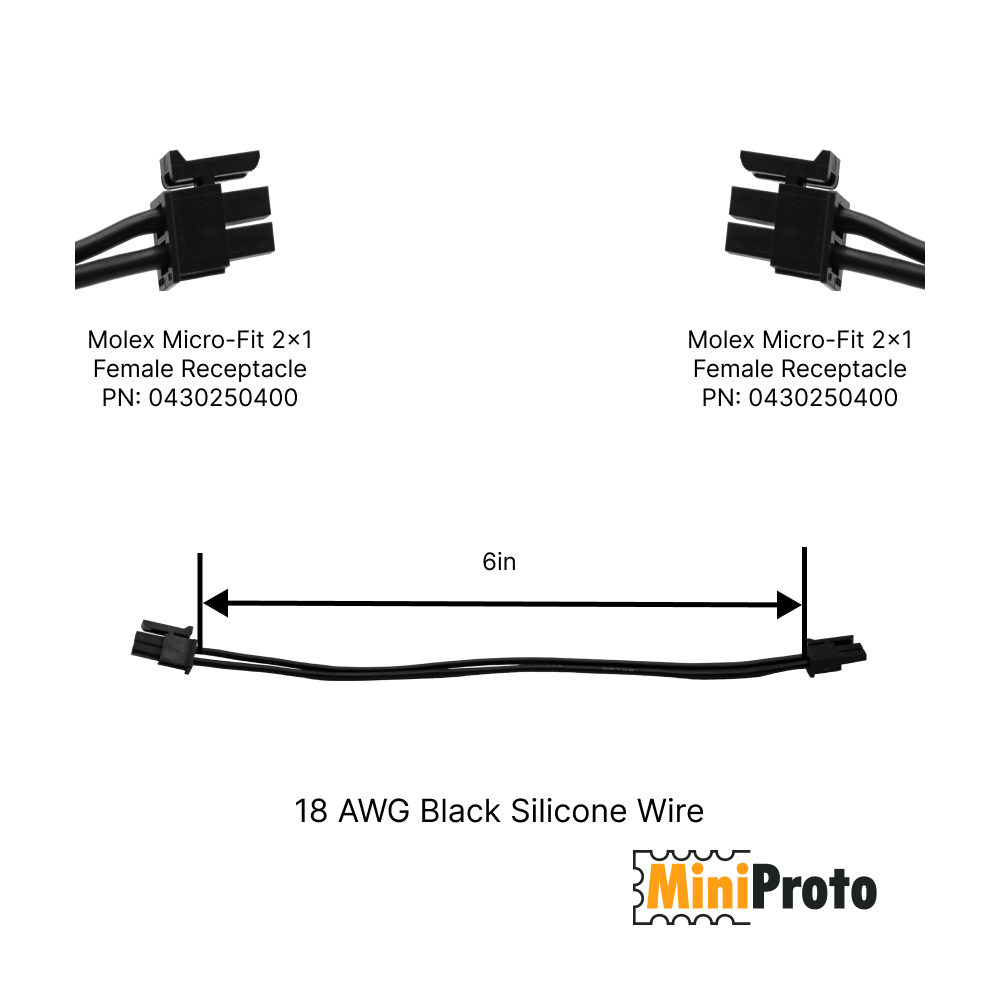 Molex Micro-Fit 2×1
Female Receptacle
PN: 0430250400
Molex Micro-Fit 2×1
Female Receptacle
PN: 0430250400
6in
18 AWG Black Silicone Wire
MiniProto